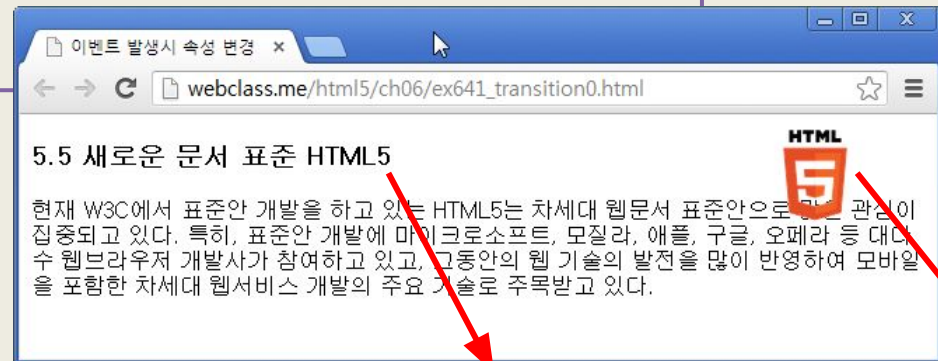 이벤트 발생시 속성 변경
webclass.me/html5/ch06/ex641_transition0.html
HTML
5
5.5 새로운 문서 표준 HTML5
현재 W3C에서 표준안 개발을 하고 있는 HTML5는 차세대 웹문서 표준안으로 관심이
집중되고 있다. 특히, 표준안 개발에 마이크로소프트, 모질라, 애플, 구글, 오페라 등 대다
수 웹브라우저 개발사가 참여하고 있고, 그동안의 웹 기술의 발전을 많이 반영하여 모바일
을 포함한 차세대 웹서비스 개발의 주요 기술로 주목받고 있다.